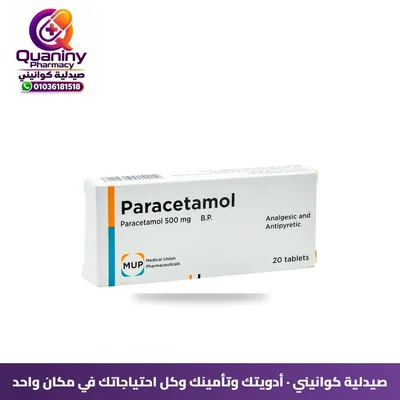 Quaniny
Pharmacy
صيدلية كوانيني
01036181518
Paracetamol
Paracetamol 500 mg B.P.
Analgesic and
Antipyretic
MUP
Medical Union
Pharmaceuticals
20 tablets
صيدلية كوانيني - أدويتك وتأمينك وكل احتياجاتك في مكان واحد